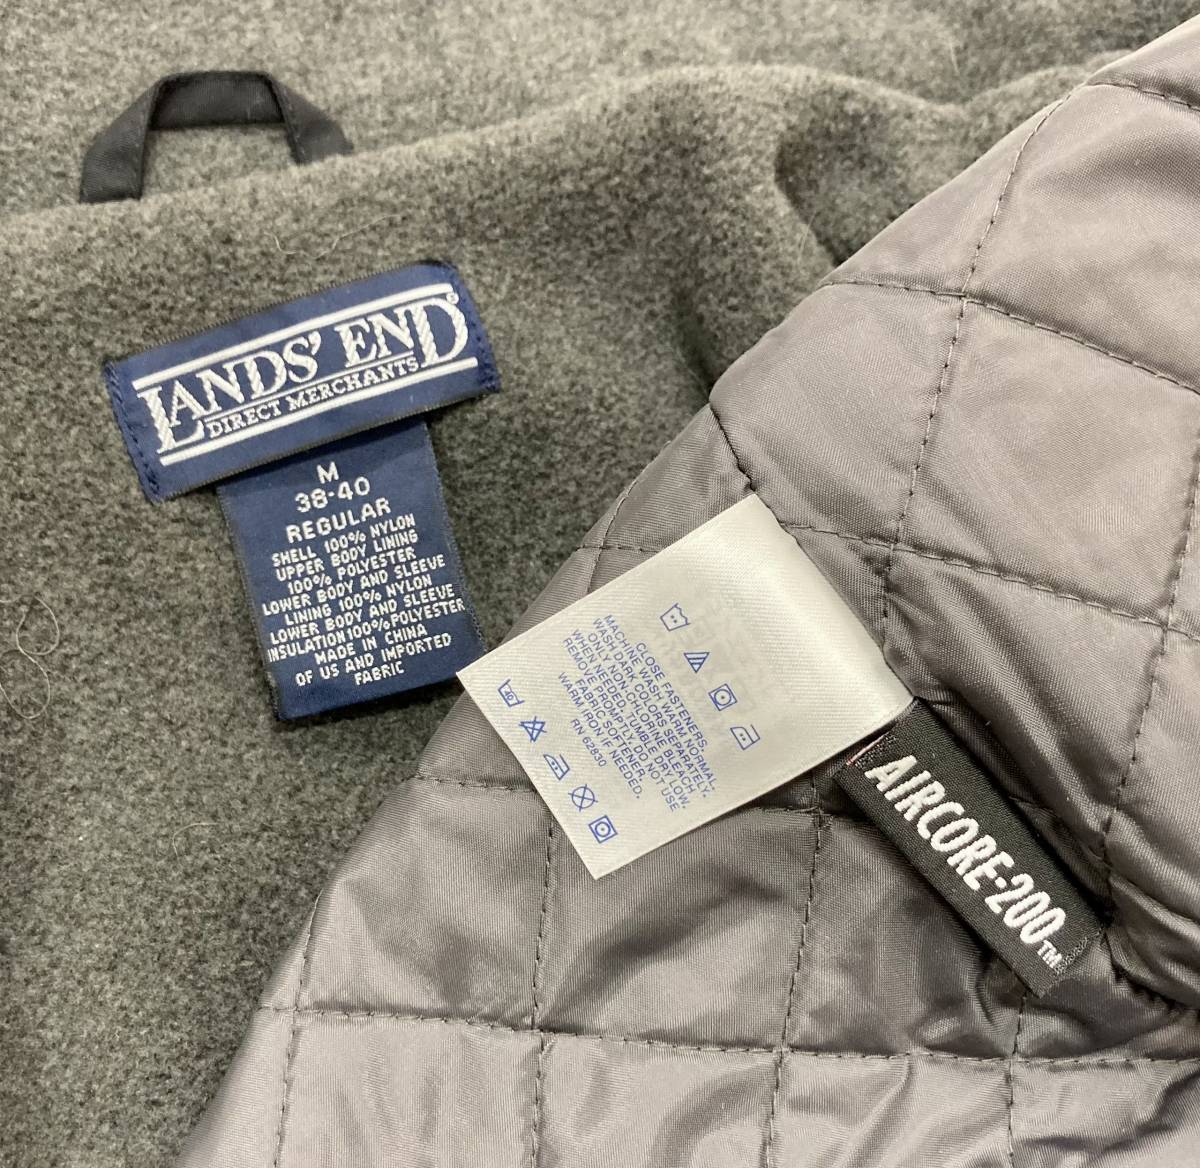 LANDS' END®
DIRECT MERCHANTS
M
38-40
REGULAR
SHELL 100% NYLON
UPPER BODY LINING
100% POLYESTER
LOWER BODY AND SLEEVE
LINING 100% NYLON
LOWER BODY AND SLEEVE
INSULATION 100% POLYESTER
MADE IN CHINA
OF US AND IMPORTED
FABRIC
CLOSE FASTENERS.
MACHINE WASH WARM NORMAL.
WASH DARK COLORS SEPARATELY.
ONLY NON-CHLORINE BLEACH
WHEN NEEDED. TUMBLE DRY LOW.
REMOVE PROMPTLY. DO NOT USE
FABRIC SOFTENER.
WARM IRON IF NEEDED.
RN 62830
40
AIRCORE-200™